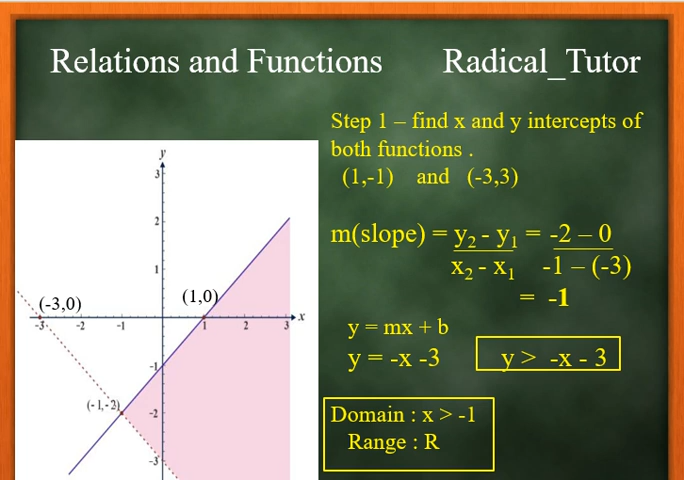 Relations and Functions Radical_Tutor
Step 1 – find x and y intercepts of
both functions .
(1,-1) and (-3,3)
m(slope) = y₂ - y₁ = -2 – 0
x₂ - x₁ -1 – (-3)
= -1
y = mx + b
y = -x -3
y > -x - 3
Domain : x > -1
Range : R
y
3
2
1
(-3,0)
(1,0)
-3 -2 -1 1 2 3 x
-1
(-1,-2)
-2
-3